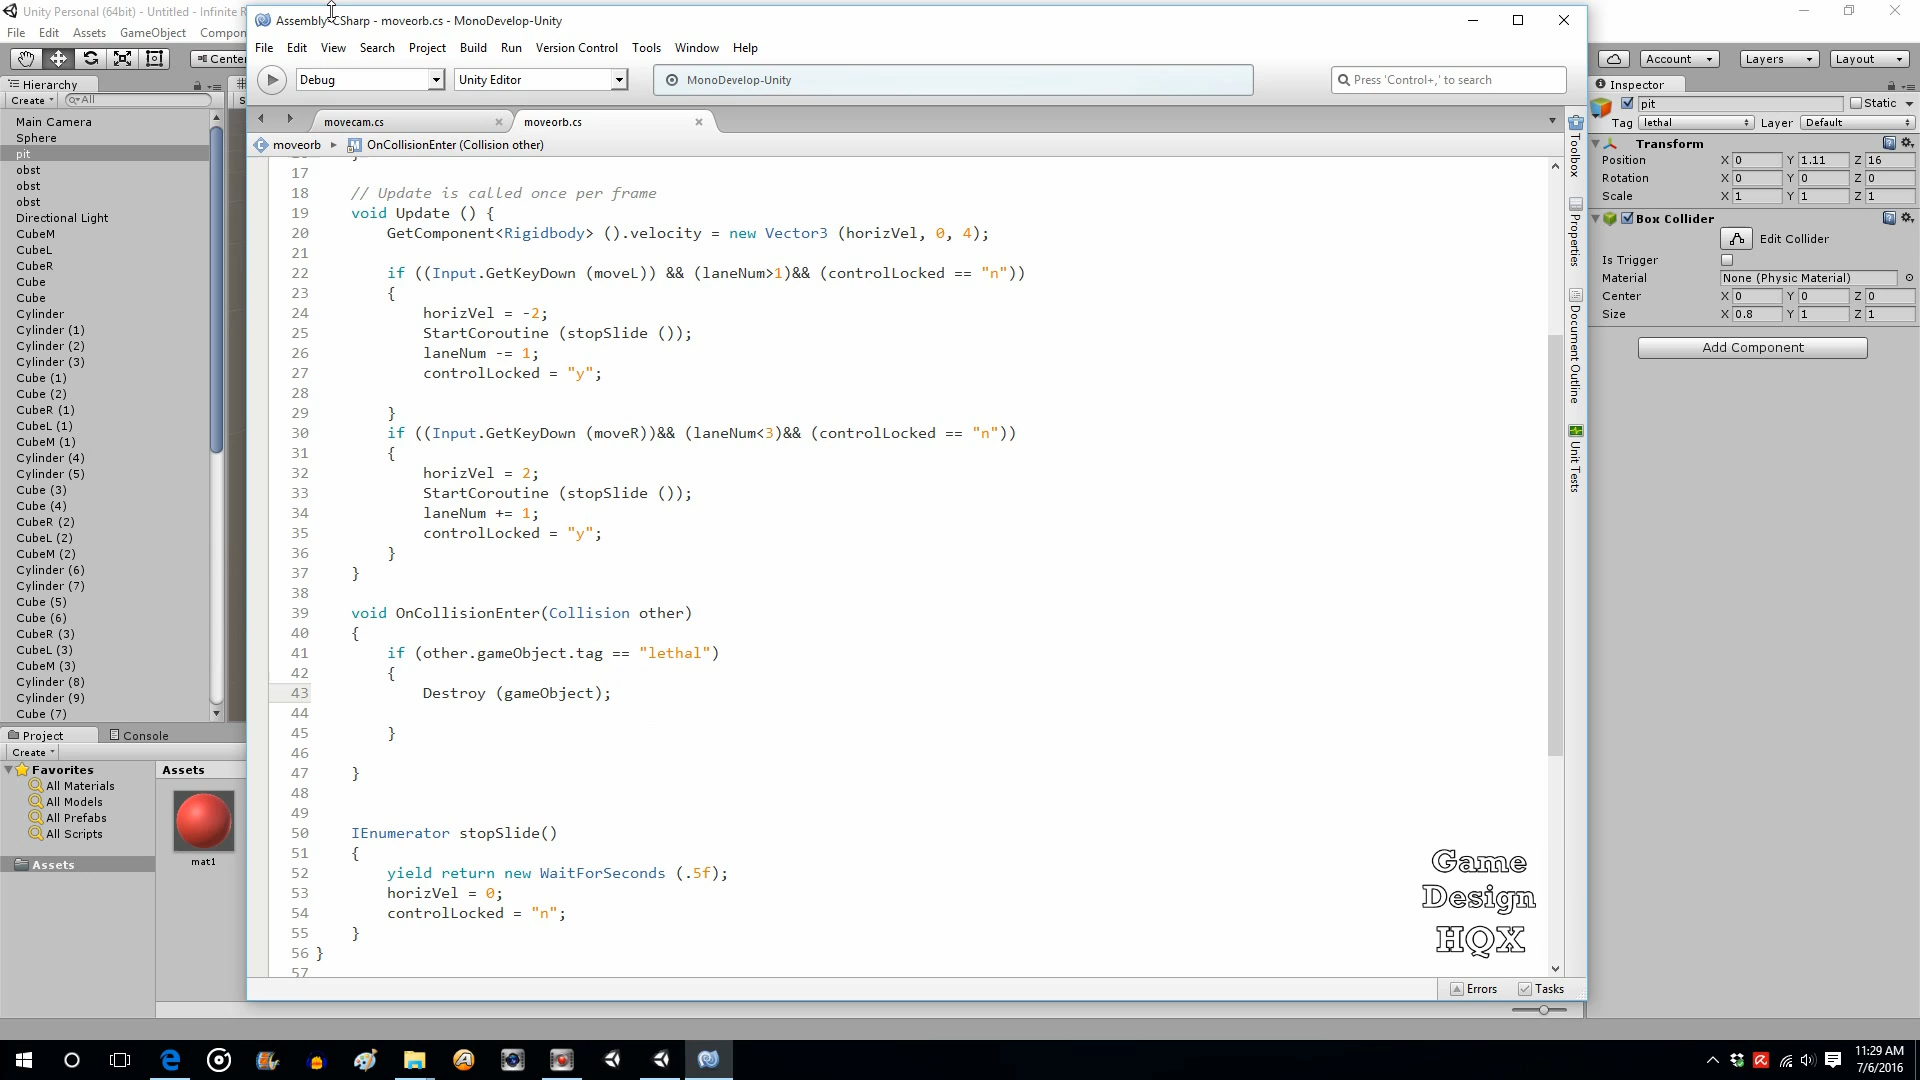 Unity Personal (64bit) - Untitled - Infinite R
File Edit Assets GameObject Compon
Center
Hierarchy
Create All
Main Camera
Sphere
pit
obst
obst
obst
Directional Light
CubeM
CubeL
CubeR
Cube
Cube
Cylinder
Cylinder (1)
Cylinder (2)
Cylinder (3)
Cube (1)
Cube (2)
CubeR (1)
CubeL (1)
CubeM (1)
Cylinder (4)
Cylinder (5)
Cube (3)
Cube (4)
CubeR (2)
CubeL (2)
CubeM (2)
Cylinder (6)
Cylinder (7)
Cube (5)
Cube (6)
CubeR (3)
CubeL (3)
CubeM (3)
Cylinder (8)
Cylinder (9)
Cube (7)
Project Console
Create
Favorites
All Materials
All Models
All Prefabs
All Scripts
Assets
Assets
mat1
Assembly-CSharp - moveorb.cs - MonoDevelop-Unity
File Edit View Search Project Build Run Version Control Tools Window Help
Debug Unity Editor MonoDevelop-Unity Press 'Control+,' to search
movecam.cs moveorb.cs
moveorb OnCollisionEnter (Collision other)
17
18 // Update is called once per frame
19 void Update () {
20 GetComponent<Rigidbody> ().velocity = new Vector3 (horizVel, 0, 4);
21
22 if ((Input.GetKeyDown (moveL)) && (laneNum>1)&& (controlLocked == "n"))
23 {
24 horizVel = -2;
25 StartCoroutine (stopSlide ());
26 laneNum -= 1;
27 controlLocked = "y";
28
29 }
30 if ((Input.GetKeyDown (moveR))&& (laneNum<3)&& (controlLocked == "n"))
31 {
32 horizVel = 2;
33 StartCoroutine (stopSlide ());
34 laneNum += 1;
35 controlLocked = "y";
36 }
37 }
38
39 void OnCollisionEnter(Collision other)
40 {
41 if (other.gameObject.tag == "lethal")
42 {
43 Destroy (gameObject);
44
45 }
46
47 }
48
49
50 IEnumerator stopSlide()
51 {
52 yield return new WaitForSeconds (.5f);
53 horizVel = 0;
54 controlLocked = "n";
55 }
56 }
57
Errors Tasks
Toolbox
Properties
Document Outline
Unit Tests
Game
Design
HQX
Account Layers Layout
Inspector
pit Static
Tag lethal Layer Default
Transform
Position X 0 Y 1.11 Z 16
Rotation X 0 Y 0 Z 0
Scale X 1 Y 1 Z 1
Box Collider
Edit Collider
Is Trigger
Material None (Physic Material)
Center X 0 Y 0 Z 0
Size X 0.8 Y 1 Z 1
Add Component
11:29 AM
7/6/2016